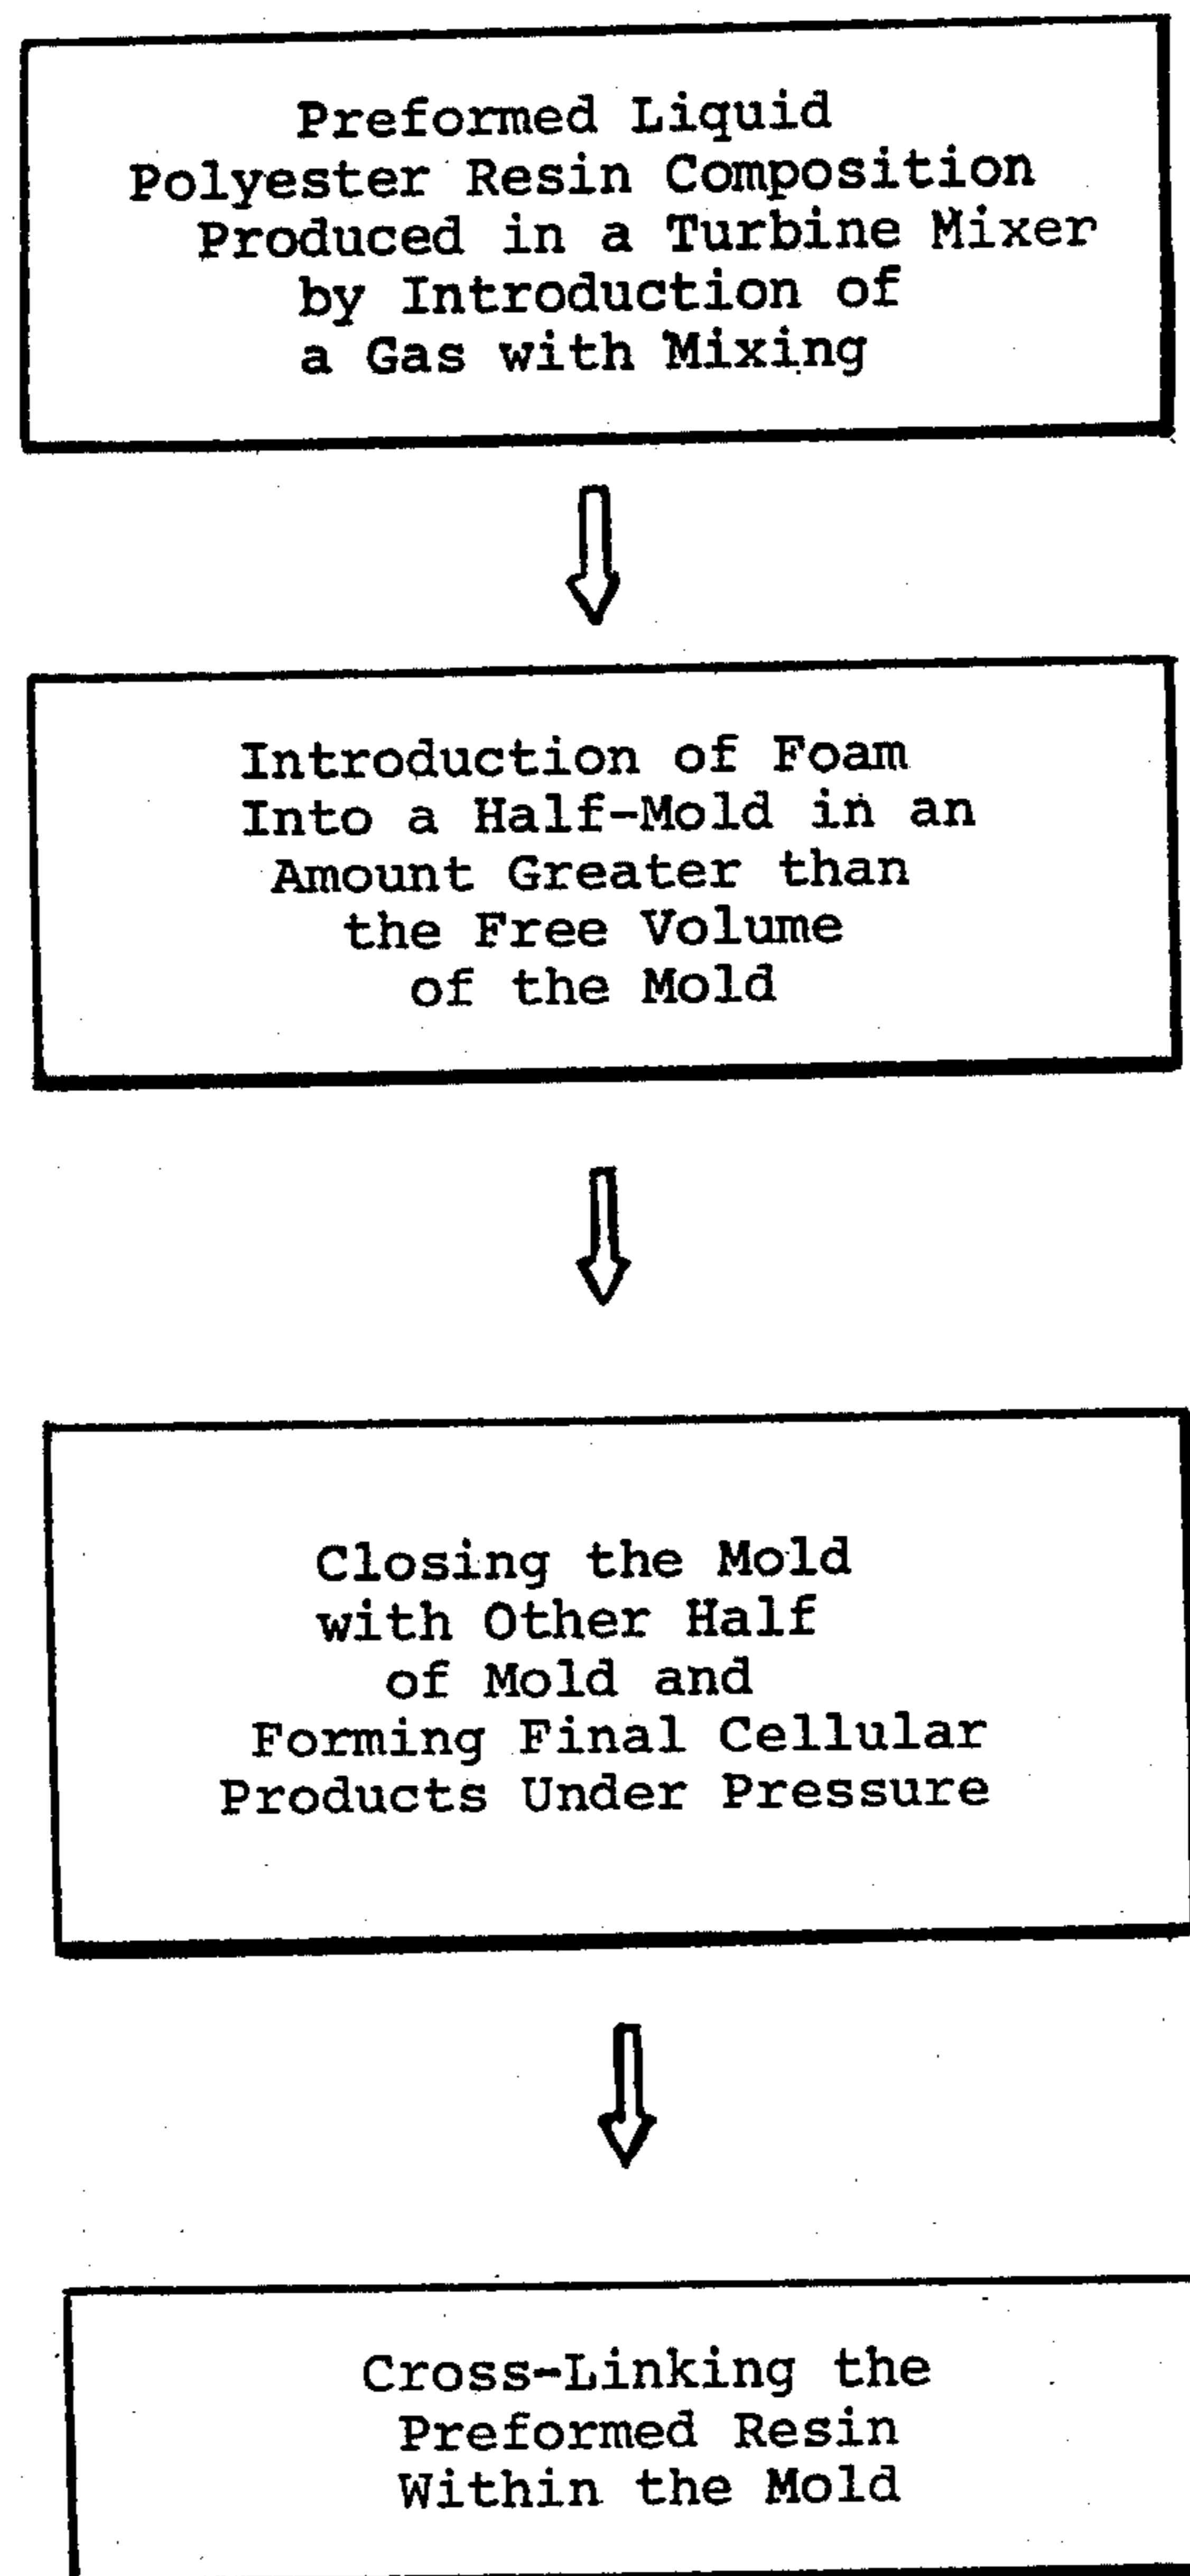 Preformed Liquid
Polyester Resin Composition
Produced in a Turbine Mixer
by Introduction of
a Gas with Mixing
Introduction of Foam
Into a Half-Mold in an
Amount Greater than
the Free Volume
of the Mold
Closing the Mold
with Other Half
of Mold and
Forming Final Cellular
Products Under Pressure
Cross-Linking the
Preformed Resin
Within the Mold